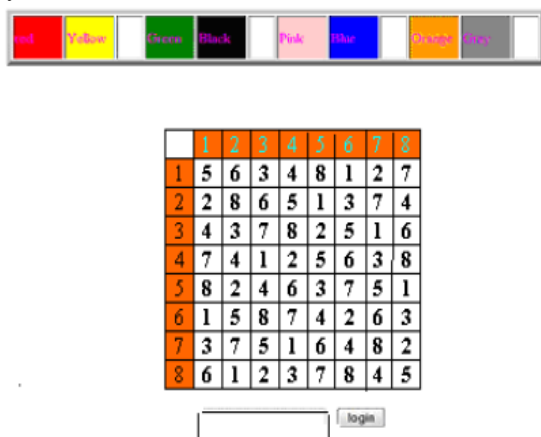 red Yellow Green Black Pink Blue Orange Gray
1 2 3 4 5 6 7 8
1 5 6 3 4 8 1 2 7
2 2 8 6 5 1 3 7 4
3 4 3 7 8 2 5 1 6
4 7 4 1 2 5 6 3 8
5 8 2 4 6 3 7 5 1
6 1 5 8 7 4 2 6 3
7 3 7 5 1 6 4 8 2
8 6 1 2 3 7 8 4 5
login